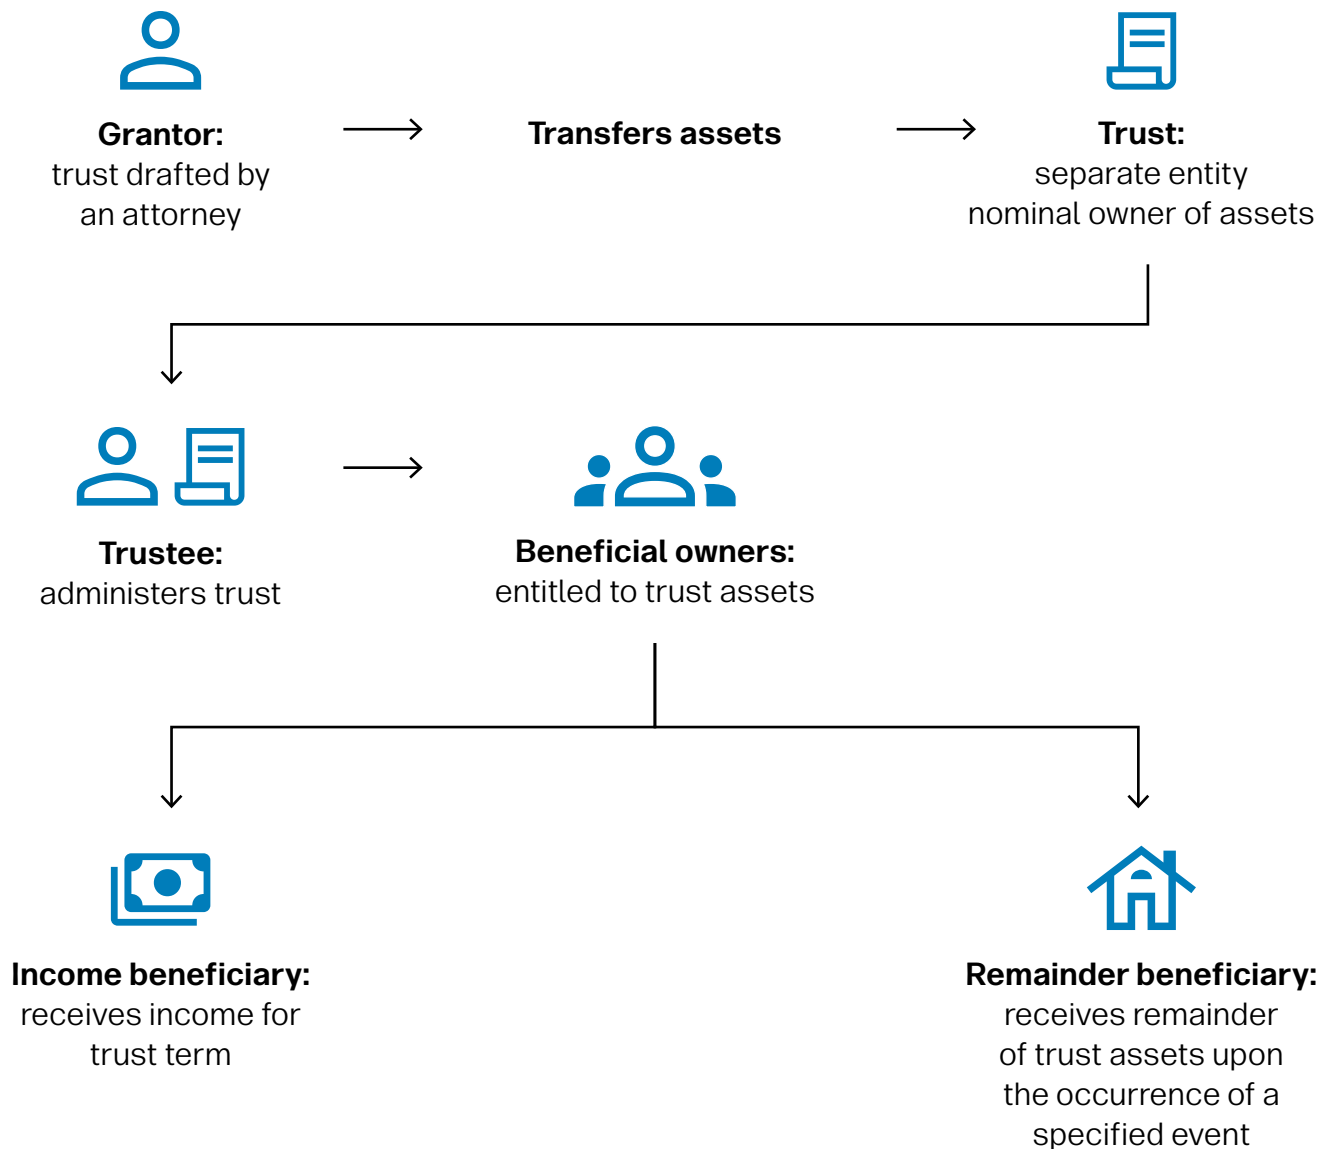 Grantor:
trust drafted by
an attorney
Transfers assets
Trust:
separate entity
nominal owner of assets
Trustee:
administers trust
Beneficial owners:
entitled to trust assets
Income beneficiary:
receives income for
trust term
Remainder beneficiary:
receives remainder
of trust assets upon
the occurrence of a
specified event